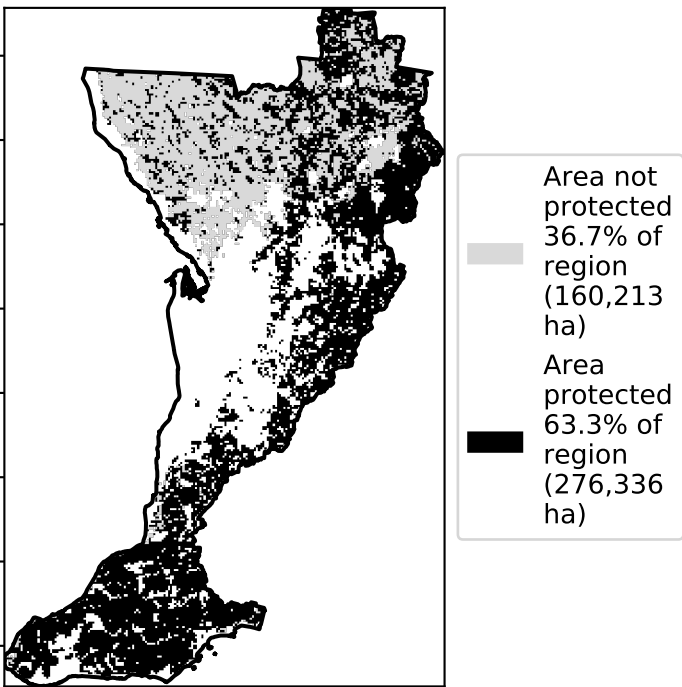 Area not
protected
36.7% of
region
(160,213
ha)
Area
protected
63.3% of
region
(276,336
ha)